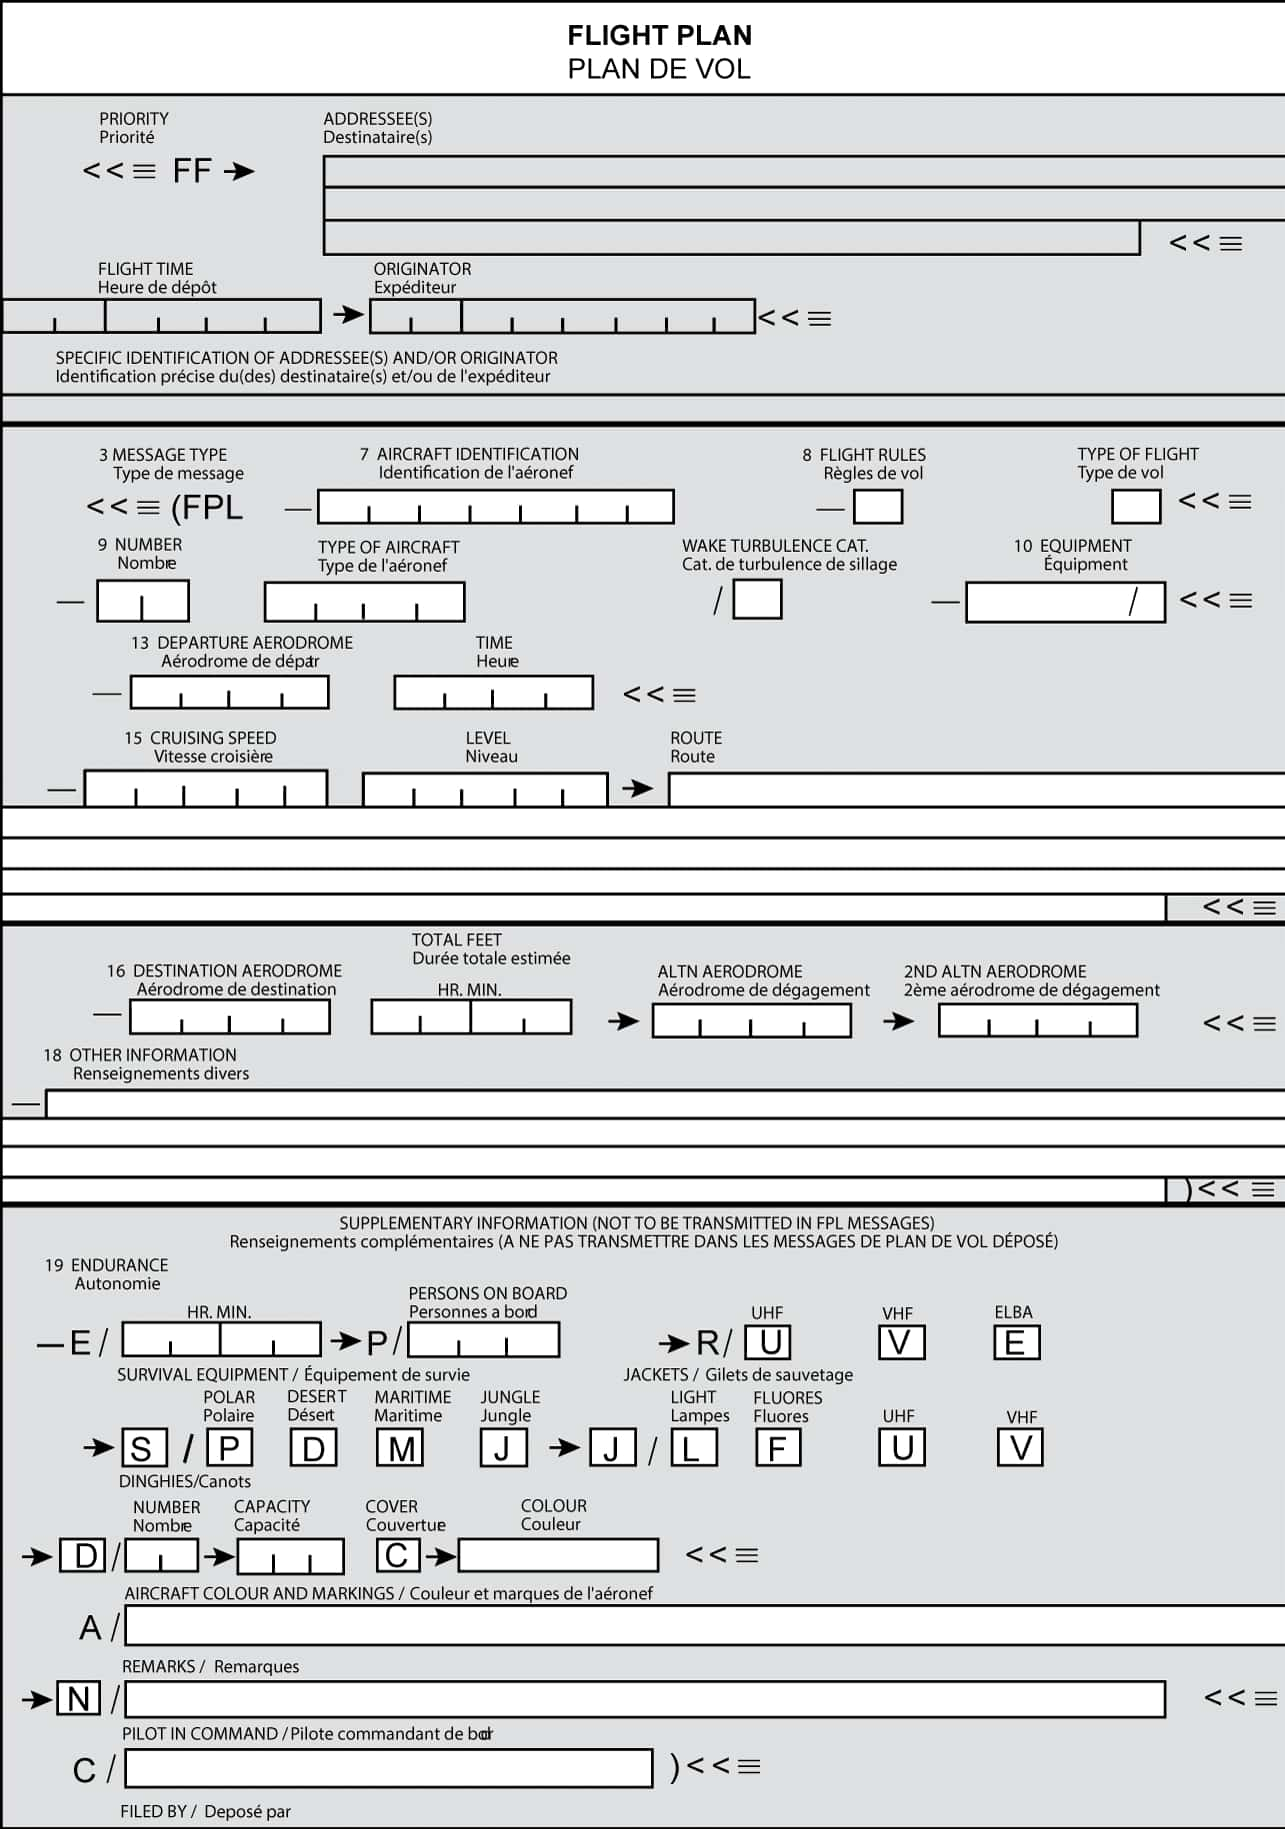 FLIGHT PLAN
PLAN DE VOL
PRIORITY ADDRESSEE(S)
Priorité Destinataire(s)
<<≡ FF →
<<≡
FLIGHT TIME ORIGINATOR
Heure de dépôt Expéditeur
→ <<≡
SPECIFIC IDENTIFICATION OF ADDRESSEE(S) AND/OR ORIGINATOR
Identification précise du(des) destinataire(s) et/ou de l'expéditeur
3 MESSAGE TYPE 7 AIRCRAFT IDENTIFICATION 8 FLIGHT RULES TYPE OF FLIGHT
Type de message Identification de l'aéronef Règles de vol Type de vol
<<≡ (FPL — — <<≡
9 NUMBER TYPE OF AIRCRAFT WAKE TURBULENCE CAT. 10 EQUIPMENT
Nombre Type de l'aéronef Cat. de turbulence de sillage Équipment
— / — / <<≡
13 DEPARTURE AERODROME TIME
Aérodrome de dépatr Heure
— <<≡
15 CRUISING SPEED LEVEL ROUTE
Vitesse croisière Niveau Route
— →
<<≡
TOTAL FEET
Durée totale estimée
16 DESTINATION AERODROME HR. MIN. ALTN AERODROME 2ND ALTN AERODROME
Aérodrome de destination Aérodrome de dégagement 2ème aérodrome de dégagement
— → → <<≡
18 OTHER INFORMATION
Renseignements divers
—
)<<≡
SUPPLEMENTARY INFORMATION (NOT TO BE TRANSMITTED IN FPL MESSAGES)
Renseignements complémentaires (A NE PAS TRANSMETTRE DANS LES MESSAGES DE PLAN DE VOL DÉPOSÉ)
19 ENDURANCE
Autonomie
HR. MIN. PERSONS ON BOARD UHF VHF ELBA
Personnes a bord
—E / →P/ →R/ U V E
SURVIVAL EQUIPMENT / Équipement de survie JACKETS / Gilets de sauvetage
POLAR DESERT MARITIME JUNGLE LIGHT FLUORES
Polaire Désert Maritime Jungle Lampes Fluores UHF VHF
→ S / P D M J → J / L F U V
DINGHIES/Canots
NUMBER CAPACITY COVER COLOUR
Nombre Capacité Couvertue Couleur
→ D / → C → <<≡
AIRCRAFT COLOUR AND MARKINGS / Couleur et marques de l'aéronef
A /
REMARKS / Remarques
→ N / <<≡
PILOT IN COMMAND / Pilote commandant de bodr
C / )<<≡
FILED BY / Deposé par